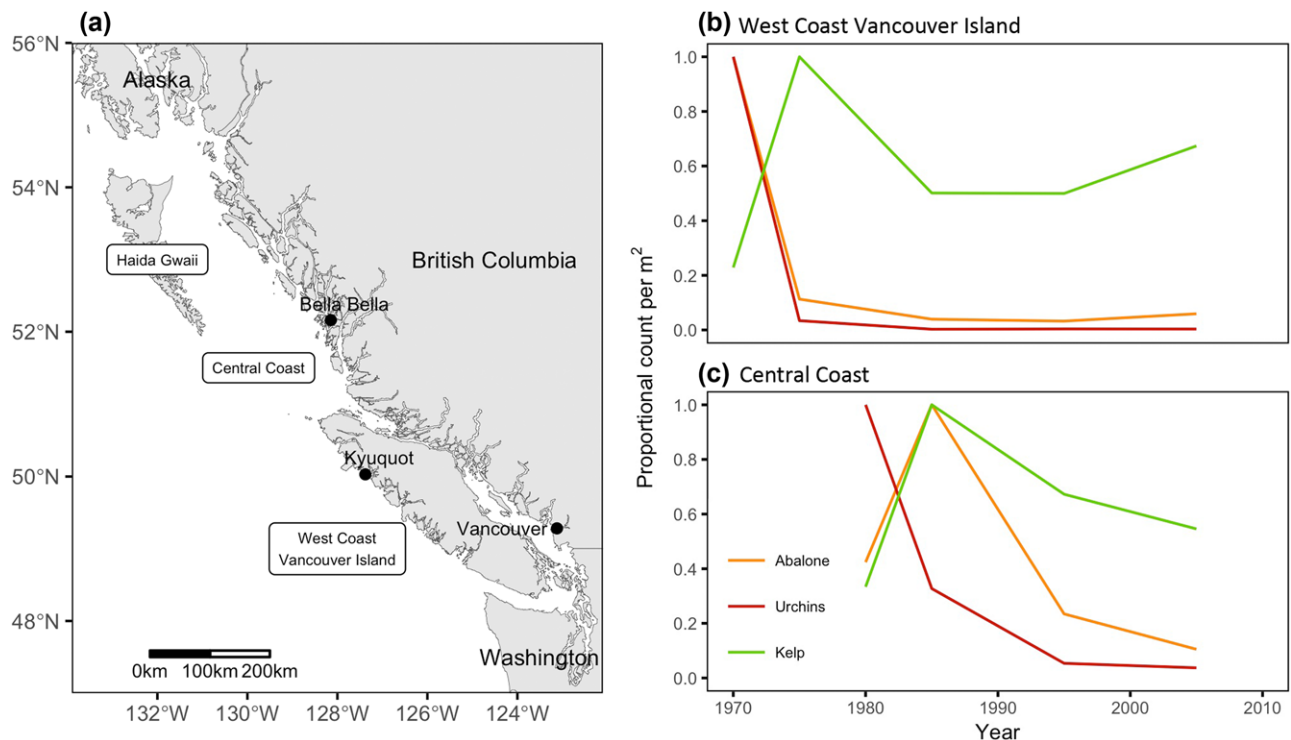 (a)
56°N
54°N
52°N
50°N
48°N
Alaska
Haida Gwaii
British Columbia
Bella Bella
Central Coast
Kyuquot
West Coast
Vancouver Island
Vancouver
Washington
0km 100km 200km
132°W 130°W 128°W 126°W 124°W
(b) West Coast Vancouver Island
1.0
0.8
0.6
0.4
0.2
0.0
Proportional count per m²
(c) Central Coast
1.0
0.8
0.6
0.4
0.2
0.0
Abalone
Urchins
Kelp
1970 1980 1990 2000 2010
Year